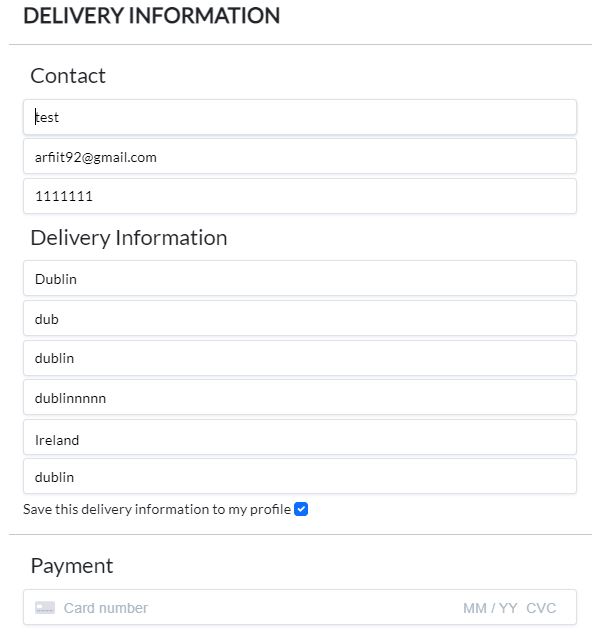 DELIVERY INFORMATION
Contact
test
arfiit92@gmail.com
1111111
Delivery Information
Dublin
dub
dublin
dublinnnnn
Ireland
dublin
Save this delivery information to my profile
Payment
Card number MM / YY CVC